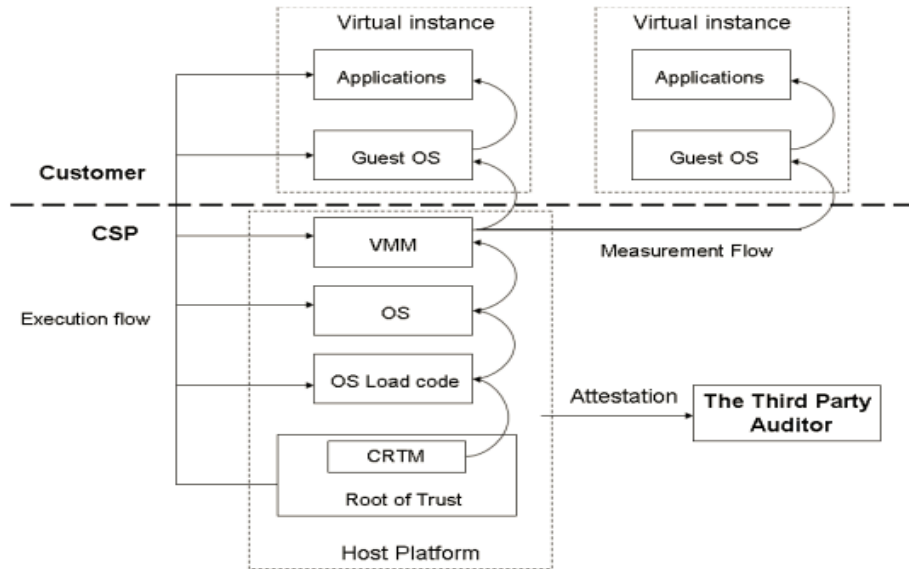 Virtual instance
Virtual instance
Applications
Applications
Guest OS
Guest OS
Customer
CSP
VMM
Measurement Flow
Execution flow
OS
OS Load code
Attestation
The Third Party
Auditor
CRTM
Root of Trust
Host Platform